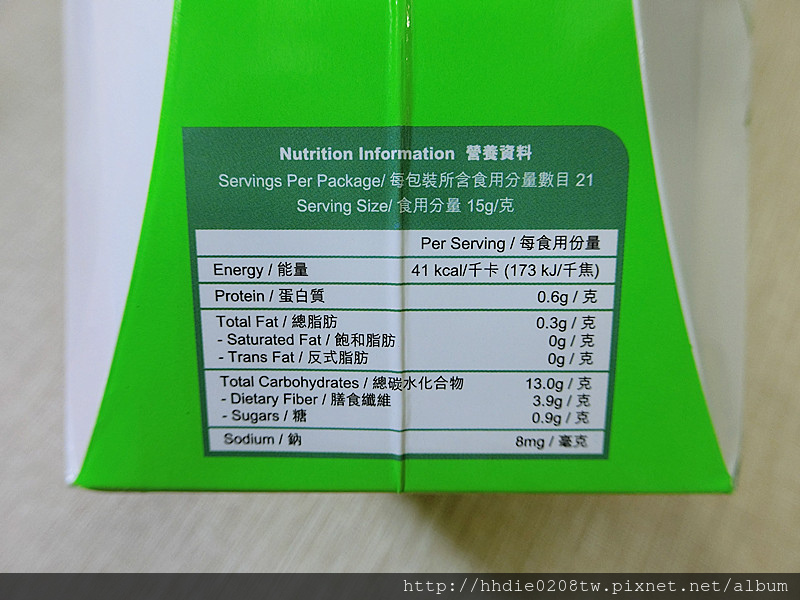 Nutrition Information 營養資料
Servings Per Package/ 每包裝所含食用分量數目 21
Serving Size/ 食用分量 15g/克
Per Serving / 每食用份量
Energy / 能量 41 kcal/千卡 (173 kJ/千焦)
Protein / 蛋白質 0.6g / 克
Total Fat / 總脂肪 0.3g / 克
- Saturated Fat / 飽和脂肪 0g / 克
- Trans Fat / 反式脂肪 0g / 克
Total Carbohydrates / 總碳水化合物 13.0g / 克
- Dietary Fiber / 膳食纖維 3.9g / 克
- Sugars / 糖 0.9g / 克
Sodium / 鈉 8mg / 毫克
http://hhdie0208tw.pixnet.net/album